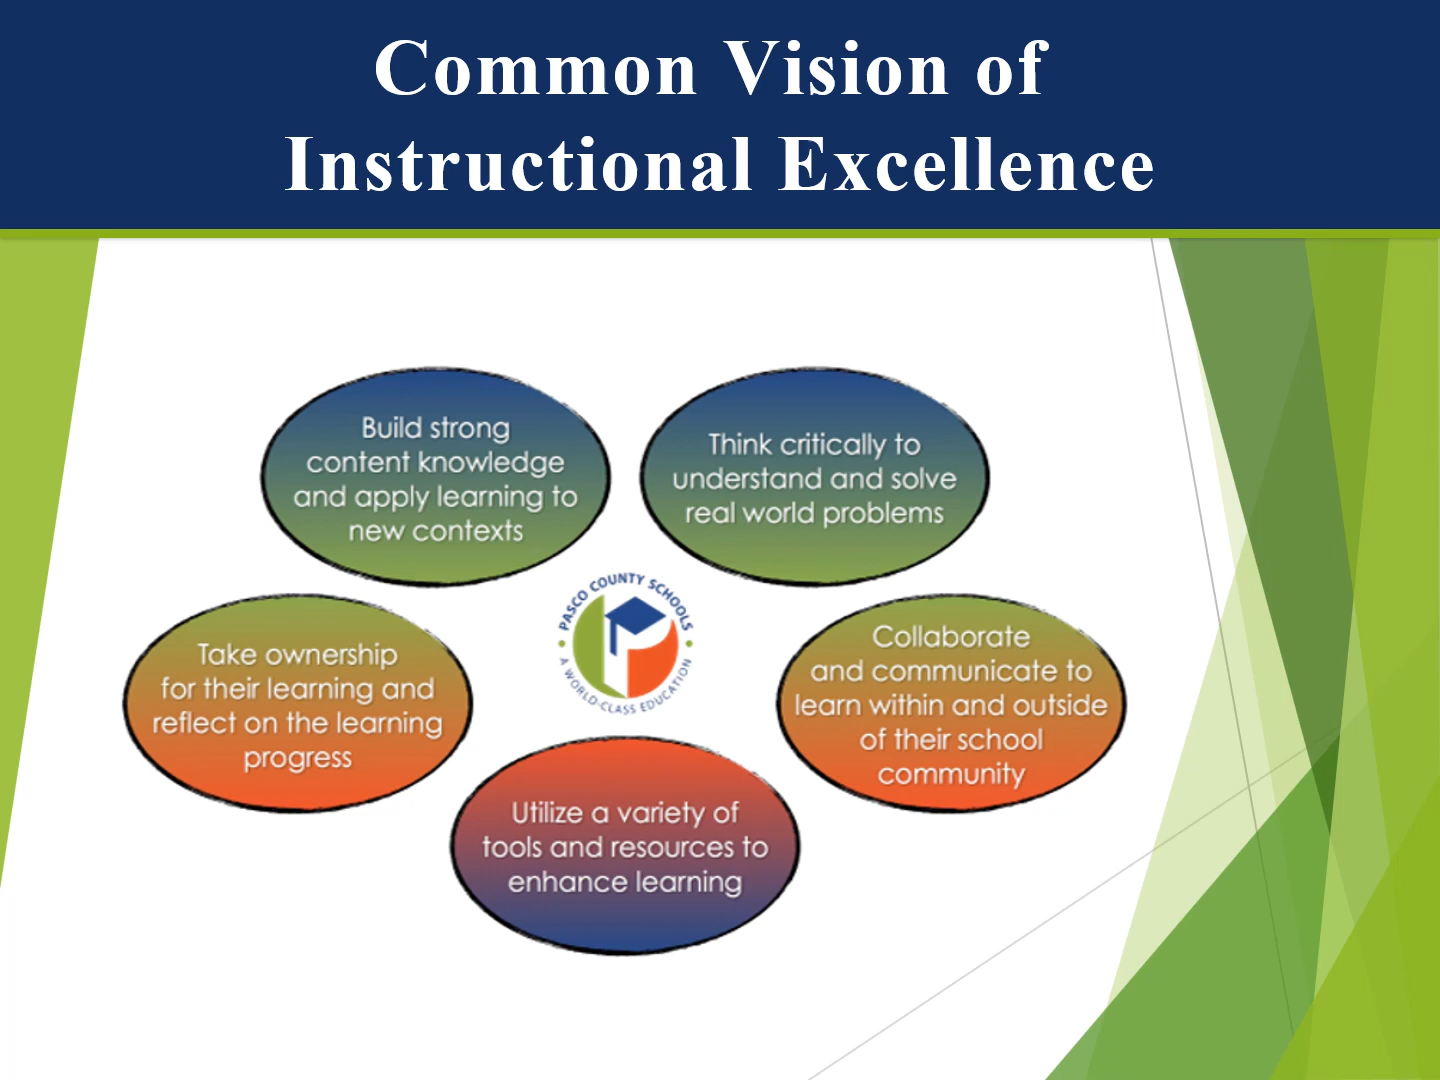 Common Vision of
Instructional Excellence
Build strong
content knowledge
and apply learning to
new contexts
Think critically to
understand and solve
real world problems
PASCO COUNTY SCHOOLS
A WORLD-CLASS EDUCATION
Take ownership
for their learning and
reflect on the learning
progress
Collaborate
and communicate to
learn within and outside
of their school
community
Utilize a variety of
tools and resources to
enhance learning